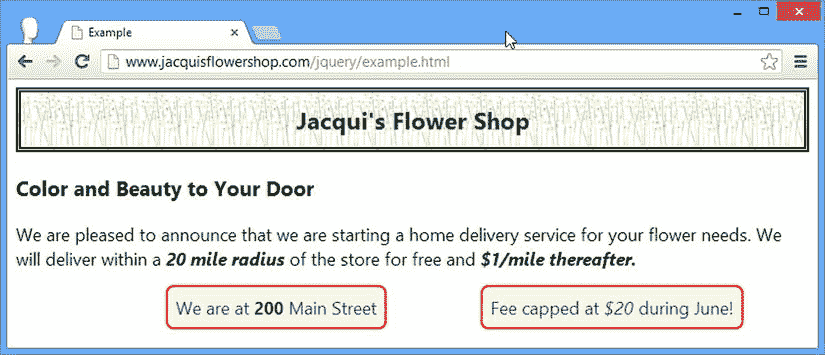 Example
www.jacquisflowershop.com/jquery/example.html
Jacqui's Flower Shop
Color and Beauty to Your Door
We are pleased to announce that we are starting a home delivery service for your flower needs. We
will deliver within a 20 mile radius of the store for free and $1/mile thereafter.
We are at 200 Main Street
Fee capped at $20 during June!